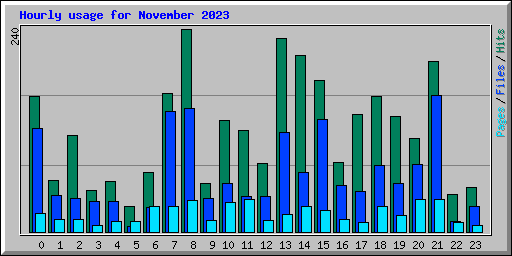 Hourly usage for November 2023
240
Pages/Files/Hits
0 1 2 3 4 5 6 7 8 9 10 11 12 13 14 15 16 17 18 19 20 21 22 23